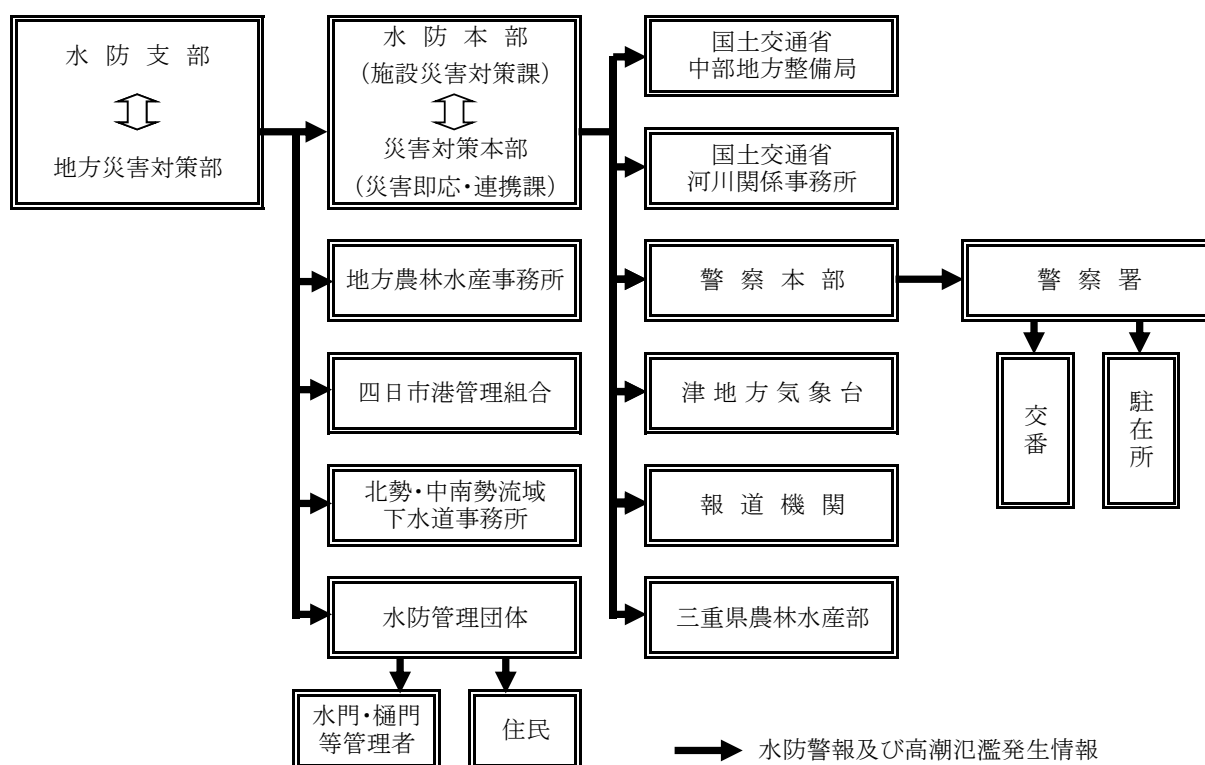 水防支部
地方災害対策部
水防本部
（施設災害対策課）
災害対策本部
（災害即応・連携課）
地方農林水産事務所
四日市港管理組合
北勢・中南勢流域
下水道事務所
水防管理団体
水門・樋門
等管理者
住民
国土交通省
中部地方整備局
国土交通省
河川関係事務所
警察本部
津地方気象台
報道機関
三重県農林水産部
警察署
交番
駐在所
水防警報及び高潮氾濫発生情報